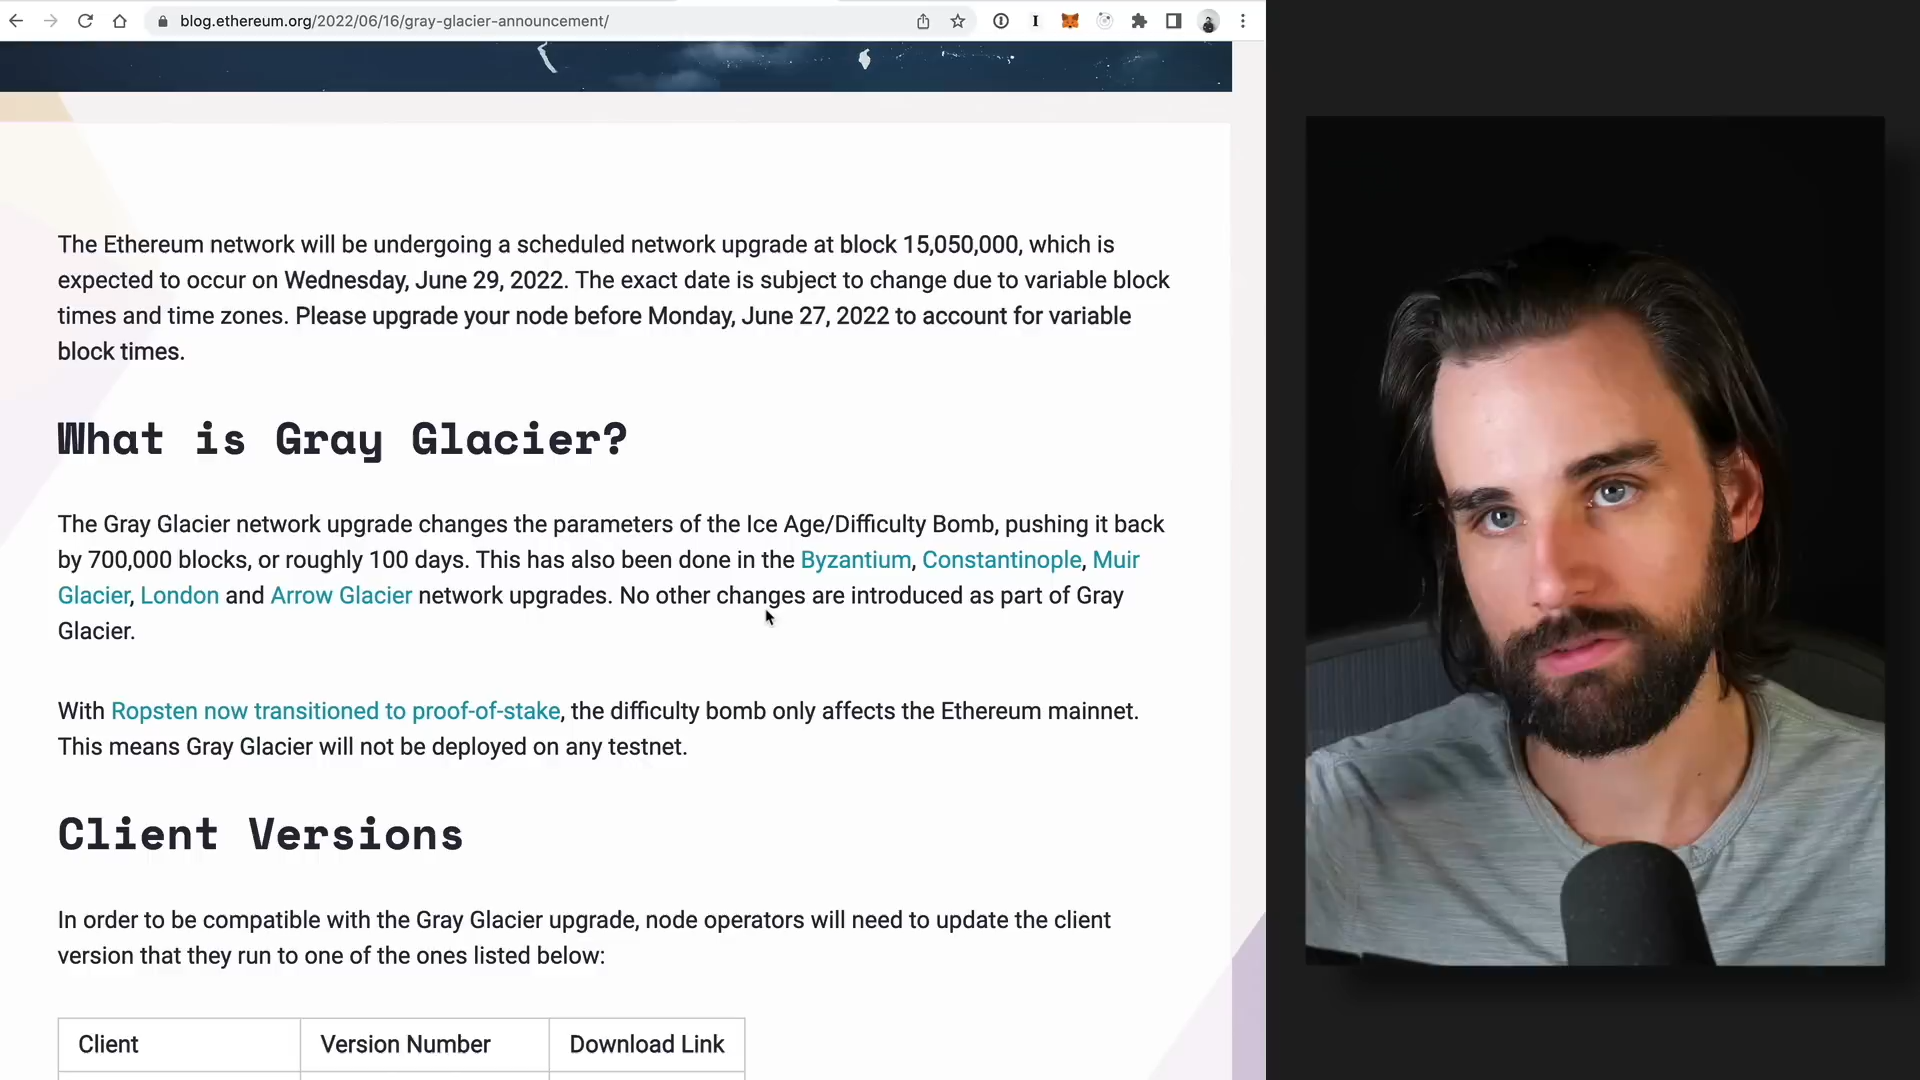 blog.ethereum.org/2022/06/16/gray-glacier-announcement/
The Ethereum network will be undergoing a scheduled network upgrade at block 15,050,000, which is
expected to occur on Wednesday, June 29, 2022. The exact date is subject to change due to variable block
times and time zones. Please upgrade your node before Monday, June 27, 2022 to account for variable
block times.
What is Gray Glacier?
The Gray Glacier network upgrade changes the parameters of the Ice Age/Difficulty Bomb, pushing it back
by 700,000 blocks, or roughly 100 days. This has also been done in the Byzantium, Constantinople, Muir
Glacier, London and Arrow Glacier network upgrades. No other changes are introduced as part of Gray
Glacier.
With Ropsten now transitioned to proof-of-stake, the difficulty bomb only affects the Ethereum mainnet.
This means Gray Glacier will not be deployed on any testnet.
Client Versions
In order to be compatible with the Gray Glacier upgrade, node operators will need to update the client
version that they run to one of the ones listed below:
Client Version Number Download Link